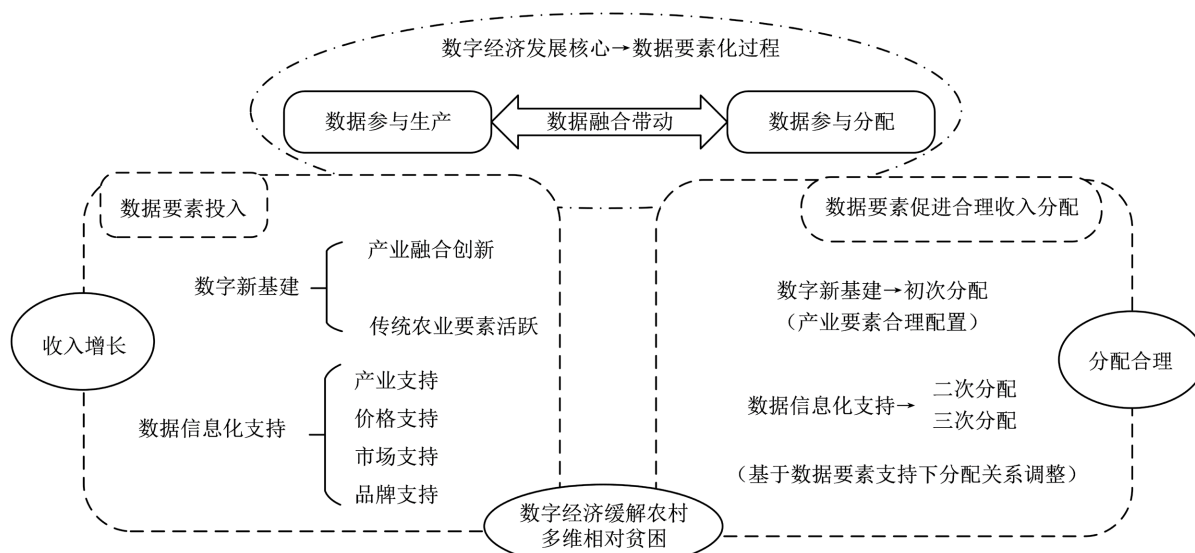 数字经济发展核心→数据要素化过程
数据参与生产
数据融合带动
数据参与分配
数据要素投入
数据要素促进合理收入分配
产业融合创新
数字新基建
传统农业要素活跃
收入增长
产业支持
价格支持
数据信息化支持
市场支持
品牌支持
数字新基建→初次分配
（产业要素合理配置）
分配合理
二次分配
数据信息化支持→
三次分配
（基于数据要素支持下分配关系调整）
数字经济缓解农村
多维相对贫困